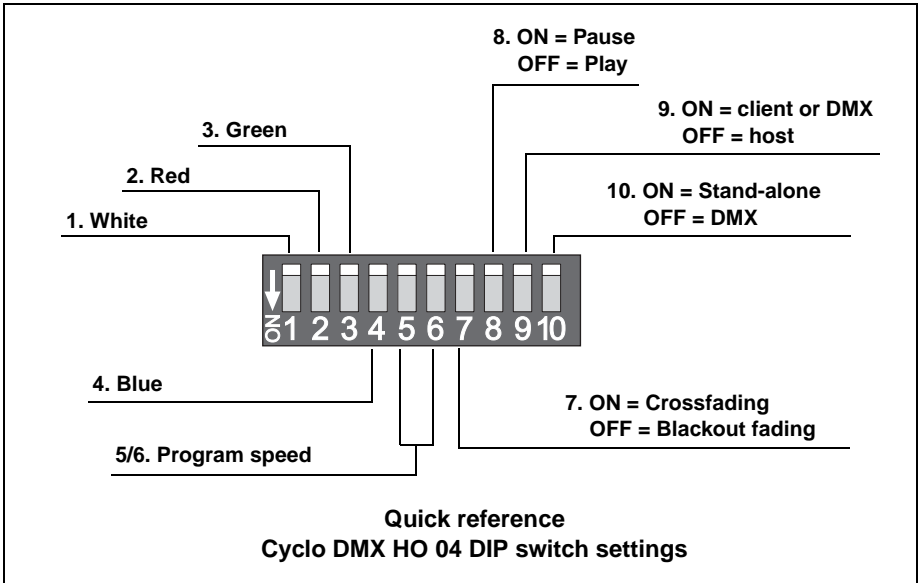 8. ON = Pause
OFF = Play
9. ON = client or DMX
OFF = host
3. Green
2. Red
10. ON = Stand-alone
OFF = DMX
1. White
ON 1 2 3 4 5 6 7 8 9 10
4. Blue
7. ON = Crossfading
OFF = Blackout fading
5/6. Program speed
Quick reference
Cyclo DMX HO 04 DIP switch settings